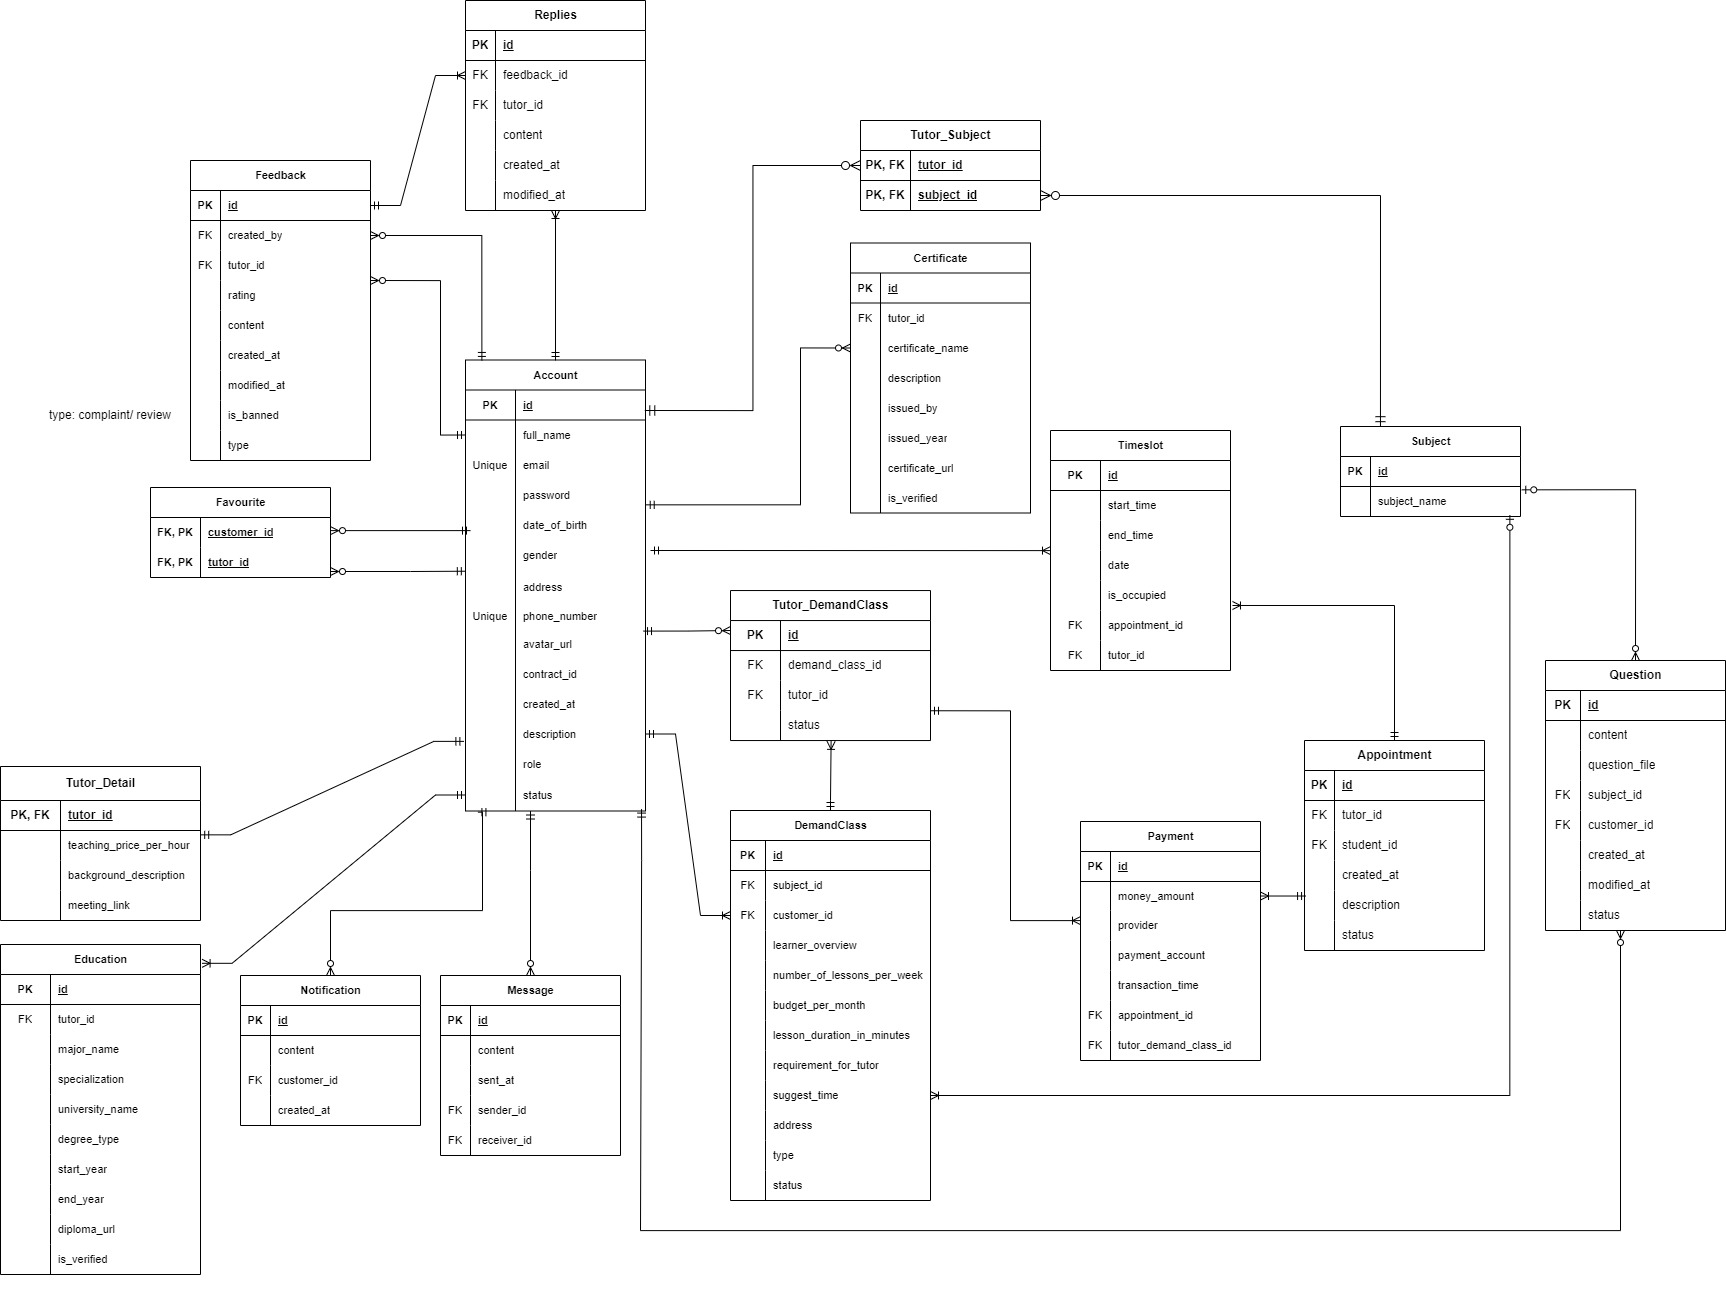 Replies
PK id
FK feedback_id
FK tutor_id
content
created_at
modified_at
Tutor_Subject
PK, FK tutor_id
PK, FK subject_id
Feedback
PK id
FK created_by
FK tutor_id
rating
content
created_at
modified_at
is_banned
type
type: complaint/ review
Certificate
PK id
FK tutor_id
certificate_name
description
issued_by
issued_year
certificate_url
is_verified
Account
PK id
full_name
Unique email
password
date_of_birth
gender
address
Unique phone_number
avatar_url
contract_id
created_at
description
role
status
Timeslot
PK id
start_time
end_time
date
is_occupied
FK appointment_id
FK tutor_id
Subject
PK id
subject_name
Favourite
FK, PK customer_id
FK, PK tutor_id
Tutor_DemandClass
PK id
FK demand_class_id
FK tutor_id
status
Question
PK id
content
question_file
FK subject_id
FK customer_id
created_at
modified_at
status
Appointment
PK id
FK tutor_id
FK student_id
created_at
description
status
Tutor_Detail
PK, FK tutor_id
teaching_price_per_hour
background_description
meeting_link
DemandClass
PK id
FK subject_id
FK customer_id
learner_overview
number_of_lessons_per_week
budget_per_month
lesson_duration_in_minutes
requirement_for_tutor
suggest_time
address
type
status
Payment
PK id
money_amount
provider
payment_account
transaction_time
FK appointment_id
FK tutor_demand_class_id
Education
PK id
FK tutor_id
major_name
specialization
university_name
degree_type
start_year
end_year
diploma_url
is_verified
Notification
PK id
content
FK customer_id
created_at
Message
PK id
content
sent_at
FK sender_id
FK receiver_id